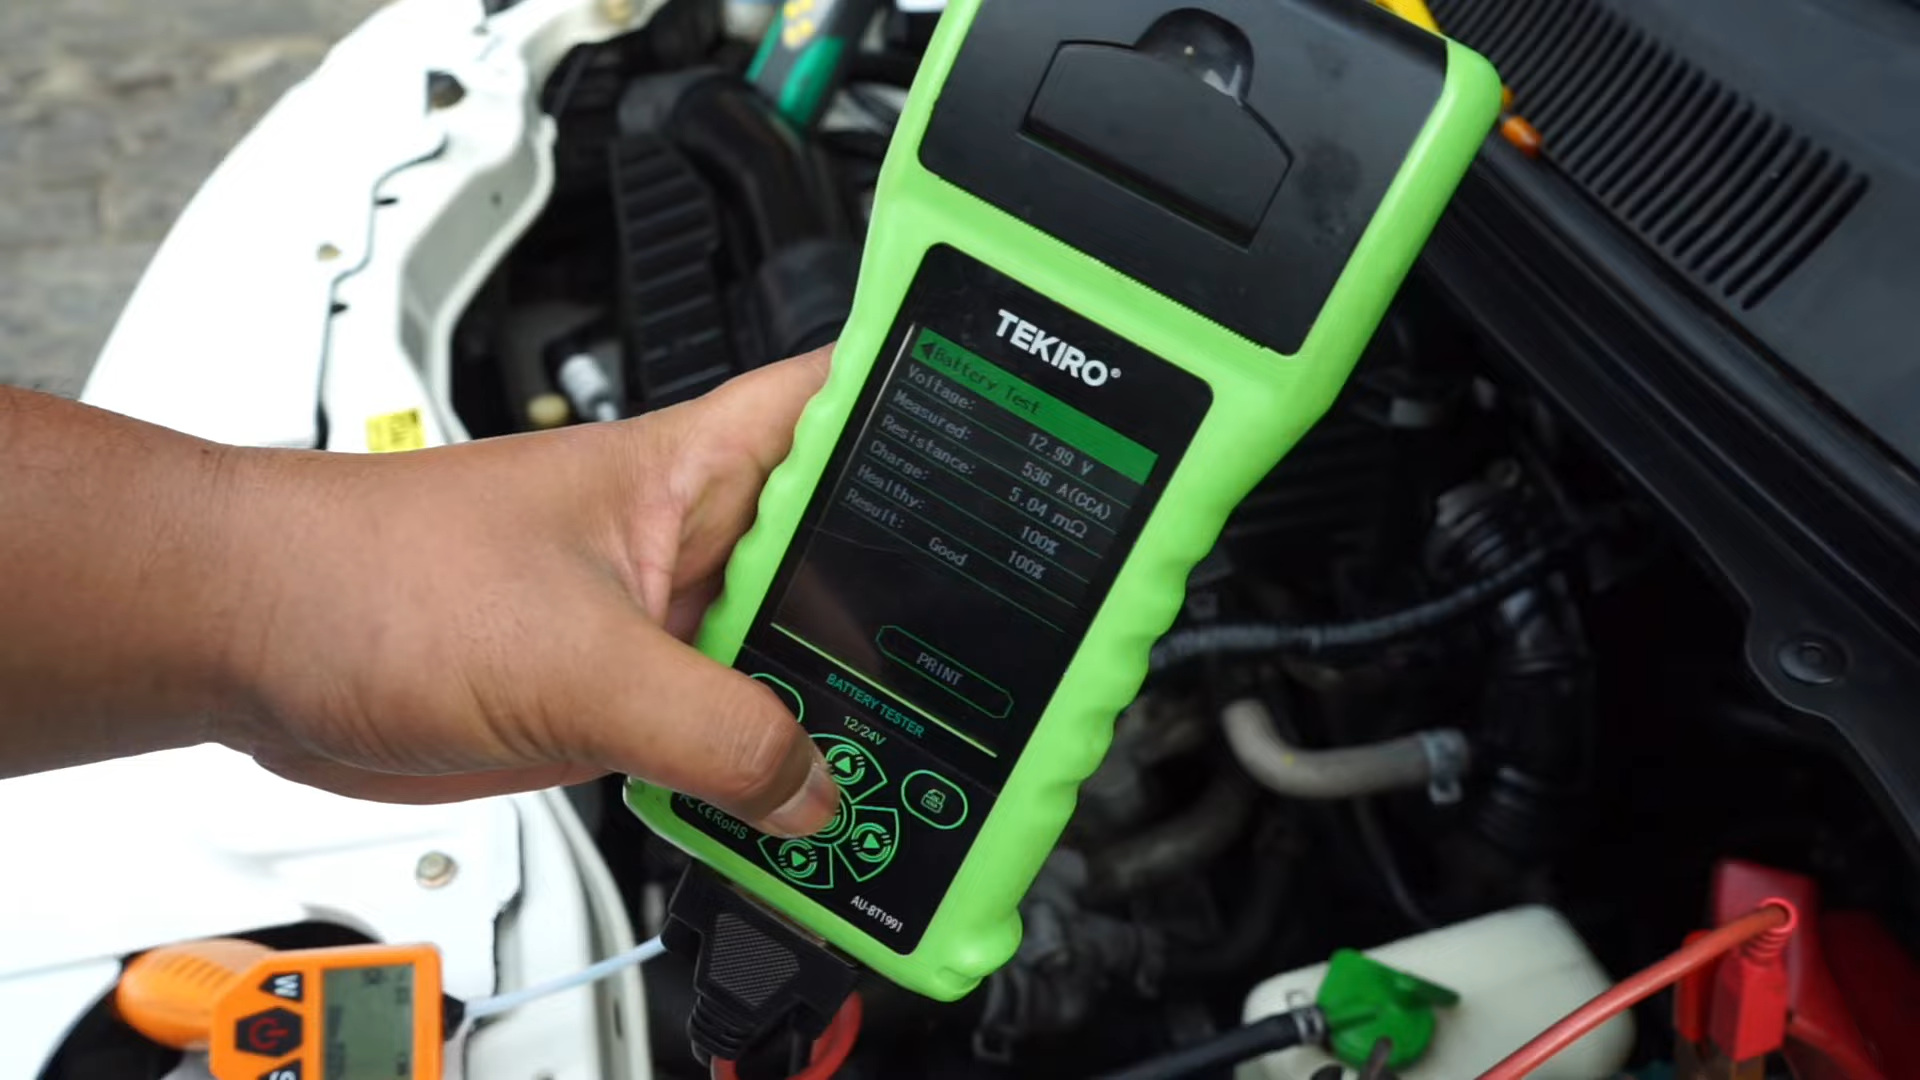 TEKIRO®
Battery Test
Voltage: 12.99 V
Measured: 536 A(CCA)
Resistance: 5.04 mΩ
Charge: 100%
Healthy: 100%
Result: Good
PRINT
BATTERY TESTER
12/24V
FC CE RoHS
AU-BT1991
W